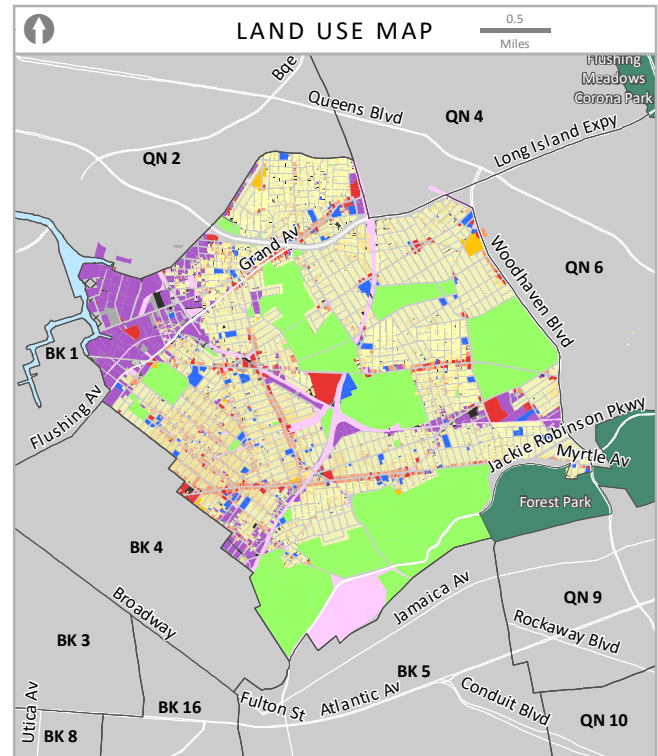 LAND USE MAP
0.5
Miles
Flushing
Meadows
Corona Park
Bqe
Queens Blvd
QN 4
Long Island Expy
QN 2
Grand Av
Woodhaven Blvd
QN 6
BK 1
Flushing Av
Jackie Robinson Pkwy
Myrtle Av
Forest Park
BK 4
Jamaica Av
QN 9
Broadway
Rockaway Blvd
BK 3
BK 5
Atlantic Av
Conduit Blvd
Fulton St
BK 16
QN 10
Utica Av
BK 8